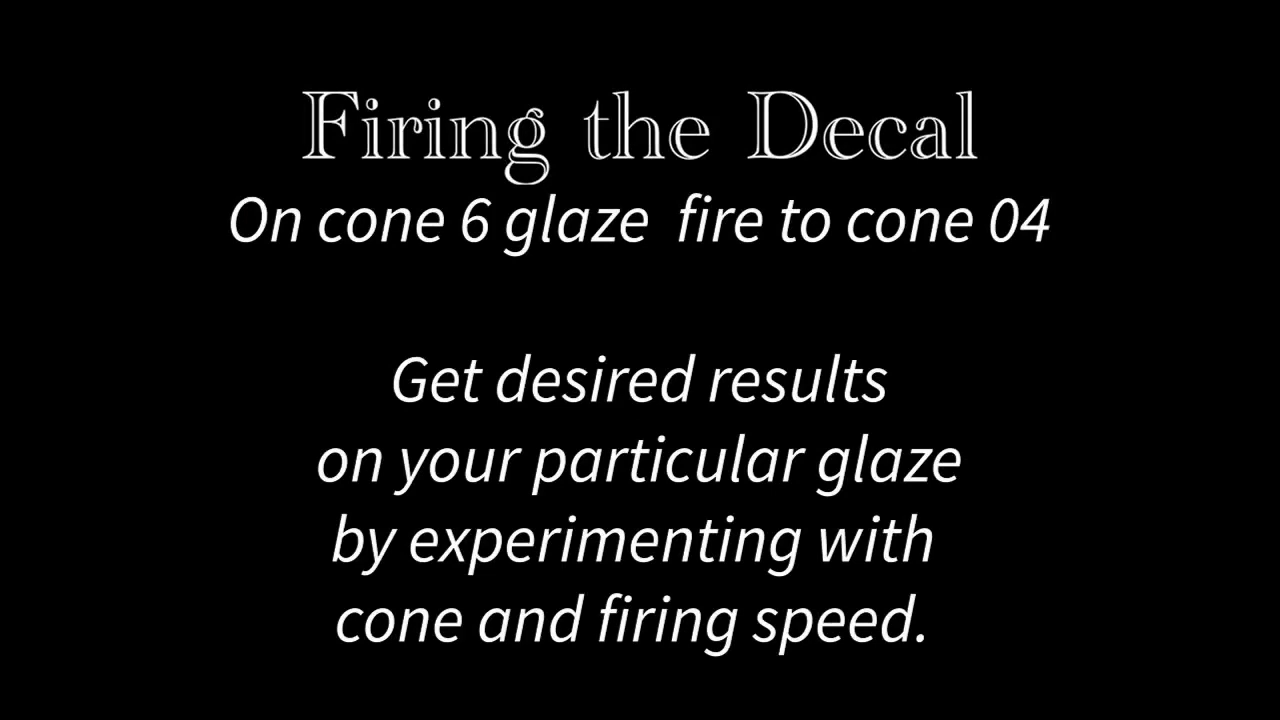 Firing the Decal
On cone 6 glaze  fire to cone 04
Get desired results
on your particular glaze
by experimenting with
cone and firing speed.